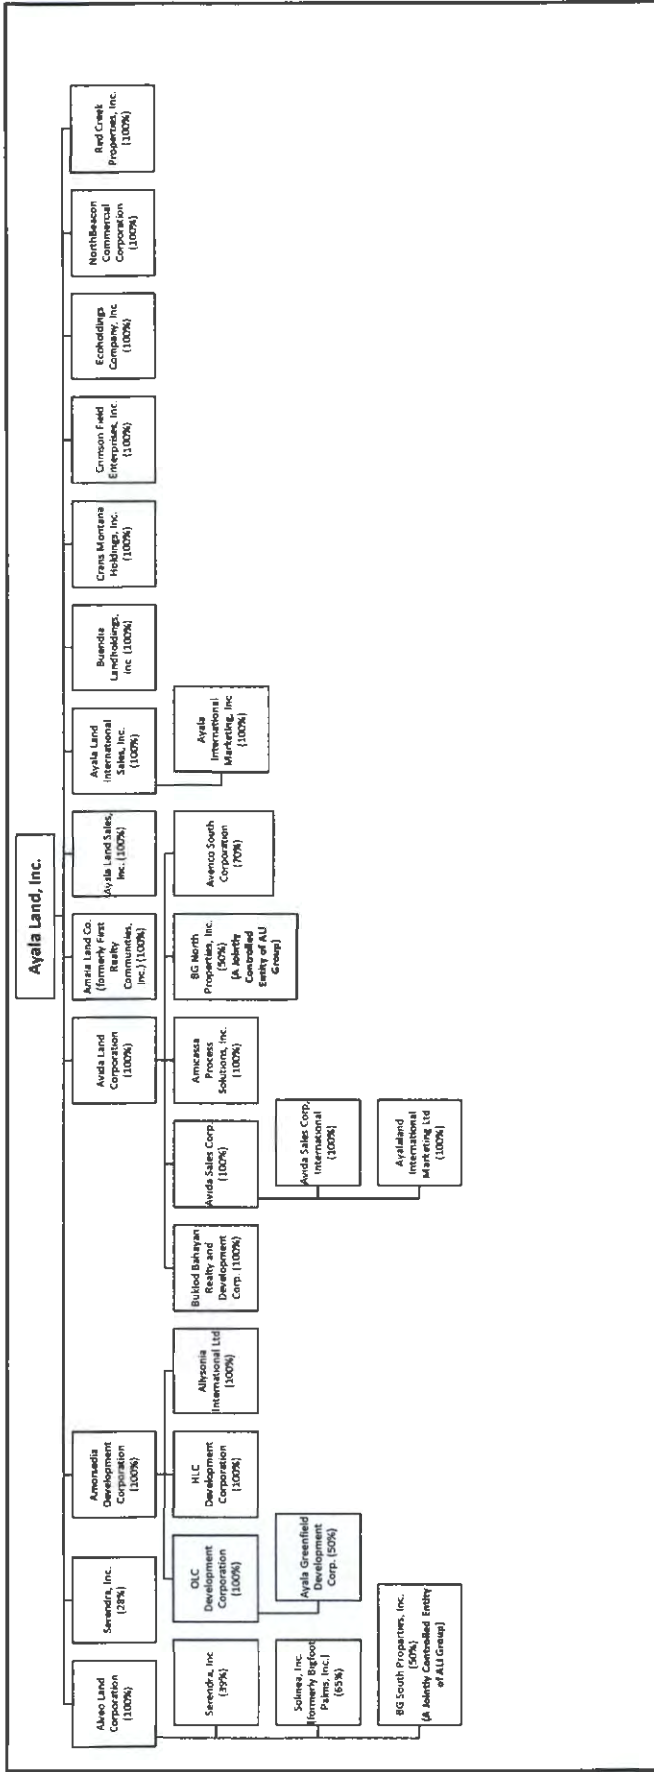 Ayala Land, Inc.
Alveo Land
Corporation
(100%)
Serendra, Inc.
(28%)
Amorsedia
Development
Corporation
(100%)
Avida Land
Corporation
(100%)
Amaia Land Co.
(formerly First
Realty
Communities,
Inc.) (100%)
Ayala Land Sales,
Inc. (100%)
Ayala Land
International
Sales, Inc.
(100%)
Buendia
Landholdings,
Inc (100%)
Crans Montana
Holdings, Inc.
(100%)
Crimson Field
Enterprises, Inc.
(100%)
Ecoholdings
Company, Inc
(100%)
NorthBeacon
Commercial
Corporation
(100%)
Red Creek
Properties, Inc.
(100%)
Serendra, Inc
(39%)
OLC
Development
Corporation
(100%)
HLC
Development
Corporation
(100%)
Allysonia
International Ltd
(100%)
Buklod Bahayan
Realty and
Development
Corp. (100%)
Avida Sales Corp.
(100%)
Amicassa
Process
Solutions, Inc.
(100%)
BG North
Properties, Inc.
(50%)
(A Jointly
Controlled
Entity of ALI
Group)
Avenco South
Corporation
(70%)
Ayala
International
Marketing, Inc
(100%)
Solinea, Inc.
(formerly Bigfoot
Palms, Inc.)
(65%)
Ayala Greenfield
Development
Corp. (50%)
Avida Sales Corp,
International
(100%)
BG South Properties, Inc.
(50%)
(A Jointly Controlled Entity
of ALI Group)
Ayalaland
International
Marketing Ltd
(100%)